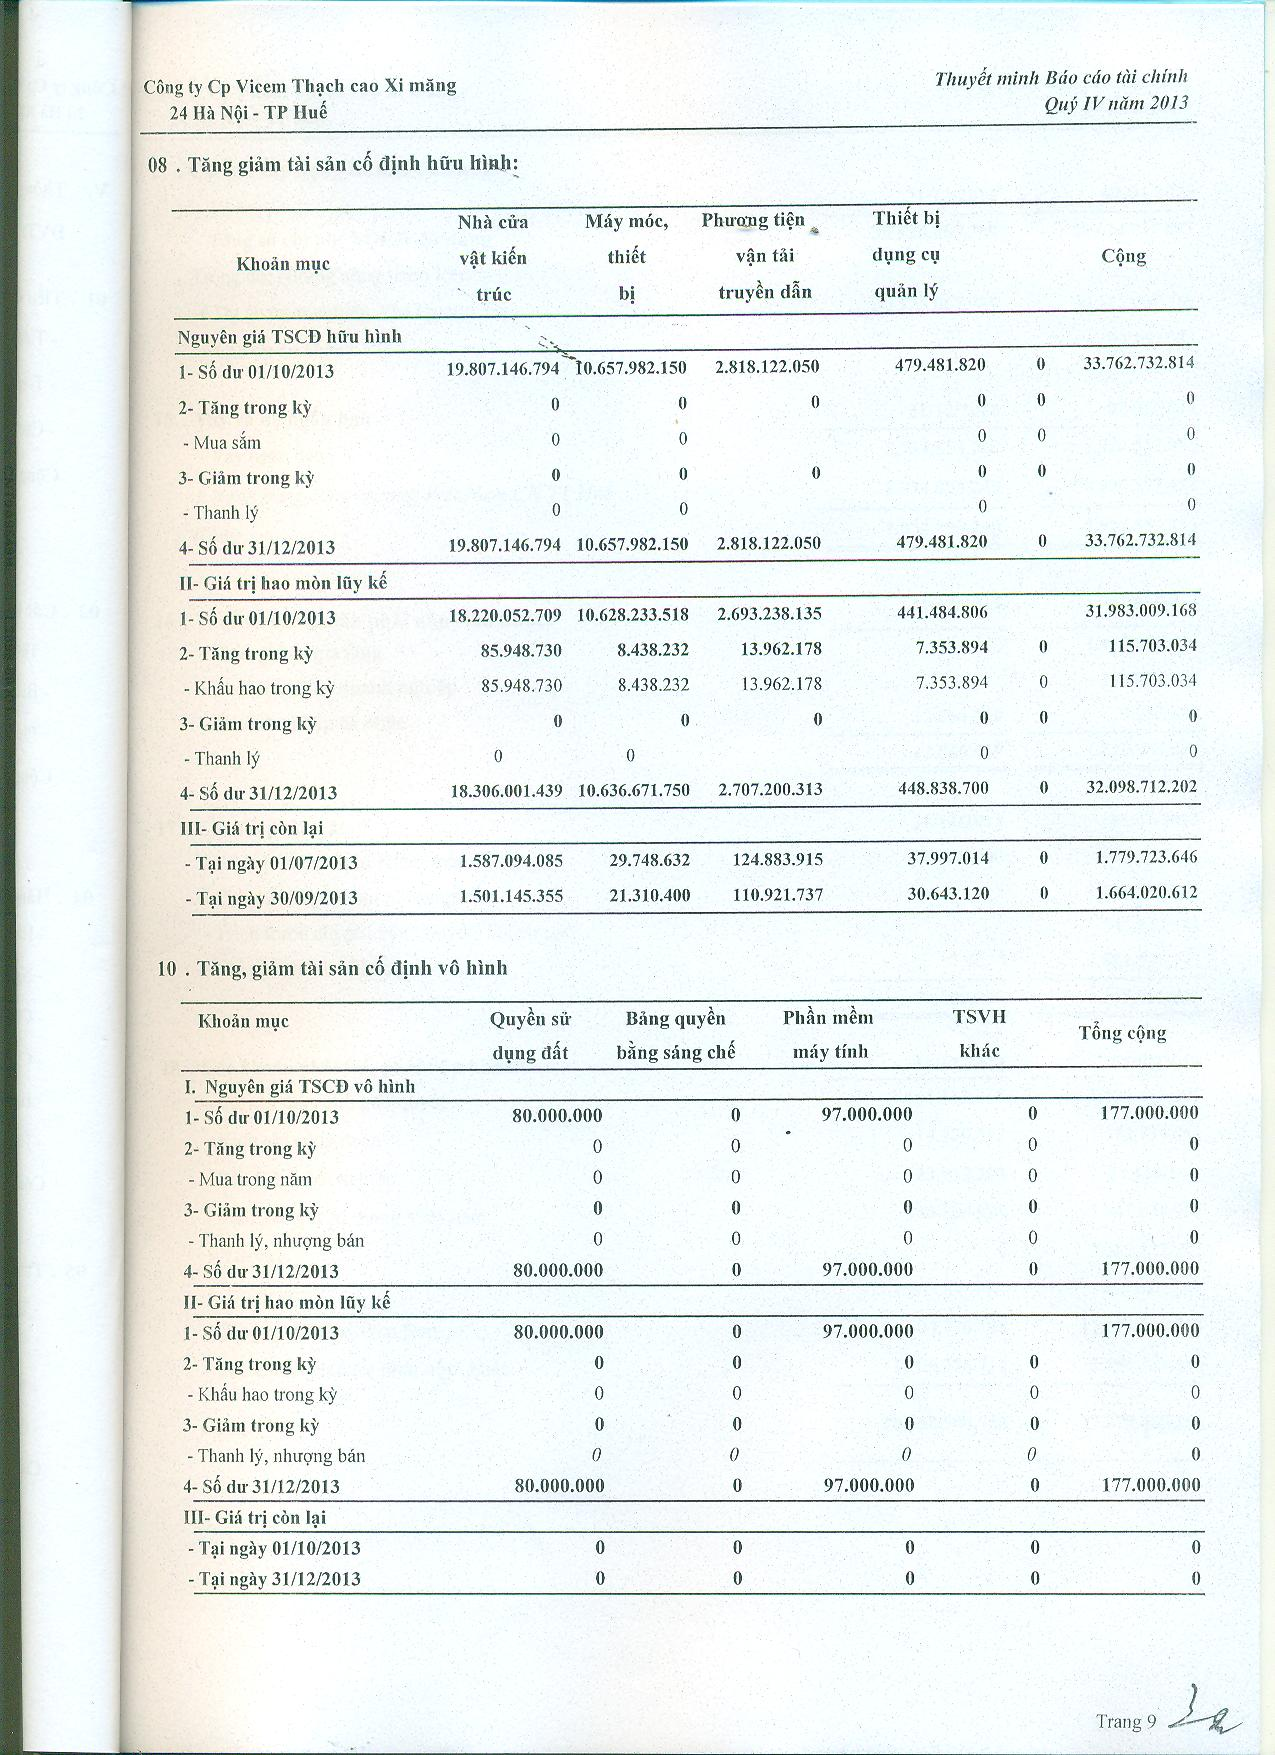 Công ty Cp Vicem Thạch cao Xi măng
24 Hà Nội - TP Huế
Thuyết minh Báo cáo tài chính
Quý IV năm 2013
08 . Tăng giảm tài sản cố định hữu hình:
Khoản mục | Nhà cửa vật kiến trúc | Máy móc, thiết bị | Phương tiện vận tải truyền dẫn | Thiết bị dụng cụ quản lý | Cộng
Nguyên giá TSCĐ hữu hình
1- Số dư 01/10/2013 19.807.146.794 10.657.982.150 2.818.122.050 479.481.820 0 33.762.732.814
2- Tăng trong kỳ 0 0 0 0 0 0
- Mua sắm 0 0 0 0 0
3- Giảm trong kỳ 0 0 0 0 0 0
- Thanh lý 0 0 0 0
4- Số dư 31/12/2013 19.807.146.794 10.657.982.150 2.818.122.050 479.481.820 0 33.762.732.814
II- Giá trị hao mòn lũy kế
1- Số dư 01/10/2013 18.220.052.709 10.628.233.518 2.693.238.135 441.484.806 31.983.009.168
2- Tăng trong kỳ 85.948.730 8.438.232 13.962.178 7.353.894 0 115.703.034
- Khấu hao trong kỳ 85.948.730 8.438.232 13.962.178 7.353.894 0 115.703.034
3- Giảm trong kỳ 0 0 0 0 0 0
- Thanh lý 0 0 0 0
4- Số dư 31/12/2013 18.306.001.439 10.636.671.750 2.707.200.313 448.838.700 0 32.098.712.202
III- Giá trị còn lại
- Tại ngày 01/07/2013 1.587.094.085 29.748.632 124.883.915 37.997.014 0 1.779.723.646
- Tại ngày 30/09/2013 1.501.145.355 21.310.400 110.921.737 30.643.120 0 1.664.020.612
10 . Tăng, giảm tài sản cố định vô hình
Khoản mục | Quyền sử dụng đất | Bảng quyền bằng sáng chế | Phần mềm máy tính | TSVH khác | Tổng cộng
I. Nguyên giá TSCĐ vô hình
1- Số dư 01/10/2013 80.000.000 0 97.000.000 0 177.000.000
2- Tăng trong kỳ 0 0 0 0 0
- Mua trong năm 0 0 0 0 0
3- Giảm trong kỳ 0 0 0 0 0
- Thanh lý, nhượng bán 0 0 0 0 0
4- Số dư 31/12/2013 80.000.000 0 97.000.000 0 177.000.000
II- Giá trị hao mòn lũy kế
1- Số dư 01/10/2013 80.000.000 0 97.000.000 177.000.000
2- Tăng trong kỳ 0 0 0 0 0
- Khấu hao trong kỳ 0 0 0 0 0
3- Giảm trong kỳ 0 0 0 0 0
- Thanh lý, nhượng bán 0 0 0 0 0
4- Số dư 31/12/2013 80.000.000 0 97.000.000 0 177.000.000
III- Giá trị còn lại
- Tại ngày 01/10/2013 0 0 0 0 0
- Tại ngày 31/12/2013 0 0 0 0 0
Trang 9